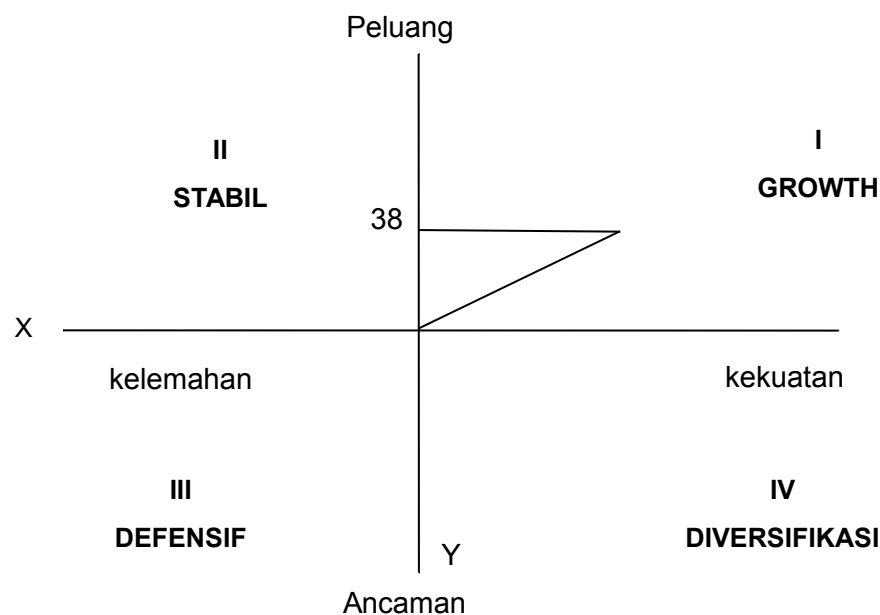 Peluang
II
STABIL
I
GROWTH
38
X
kelemahan
kekuatan
III
DEFENSIF
IV
DIVERSIFIKASI
Y
Ancaman